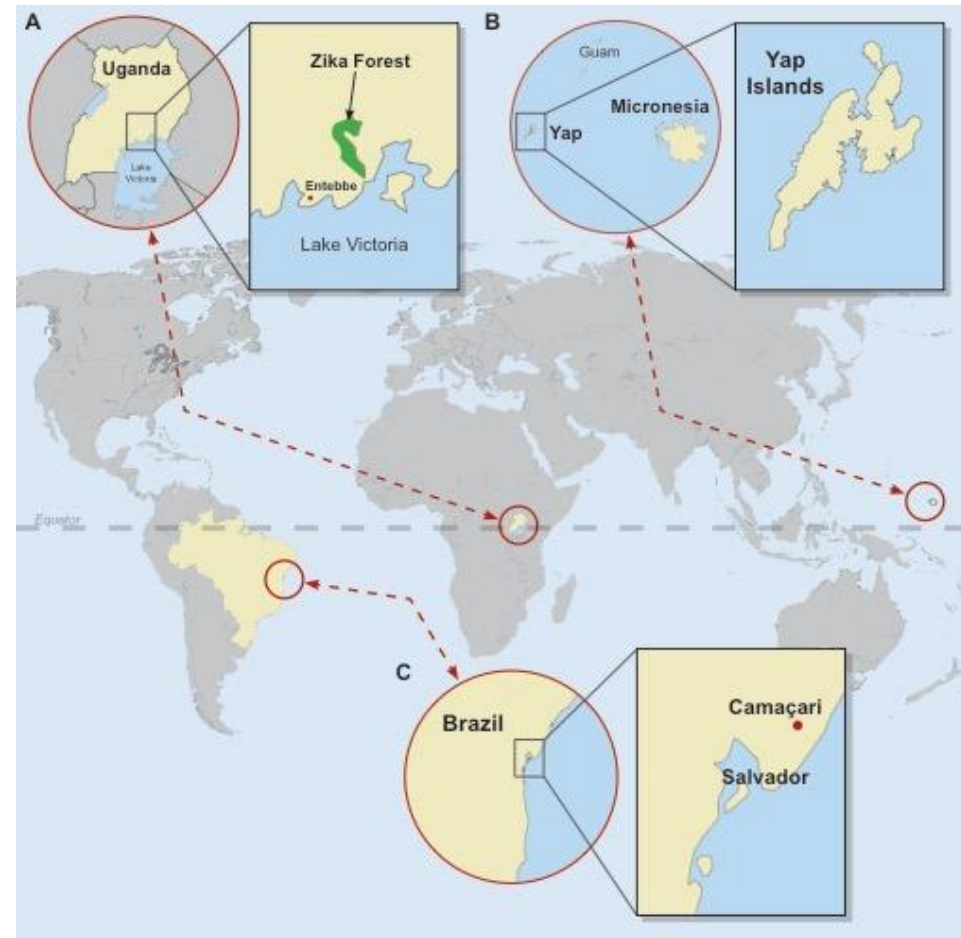 A
Uganda
Lake
Victoria
Zika Forest
Entebbe
Lake Victoria
B
Guam
Micronesia
Yap
Yap
Islands
Equator
C
Brazil
Camaçari
Salvador